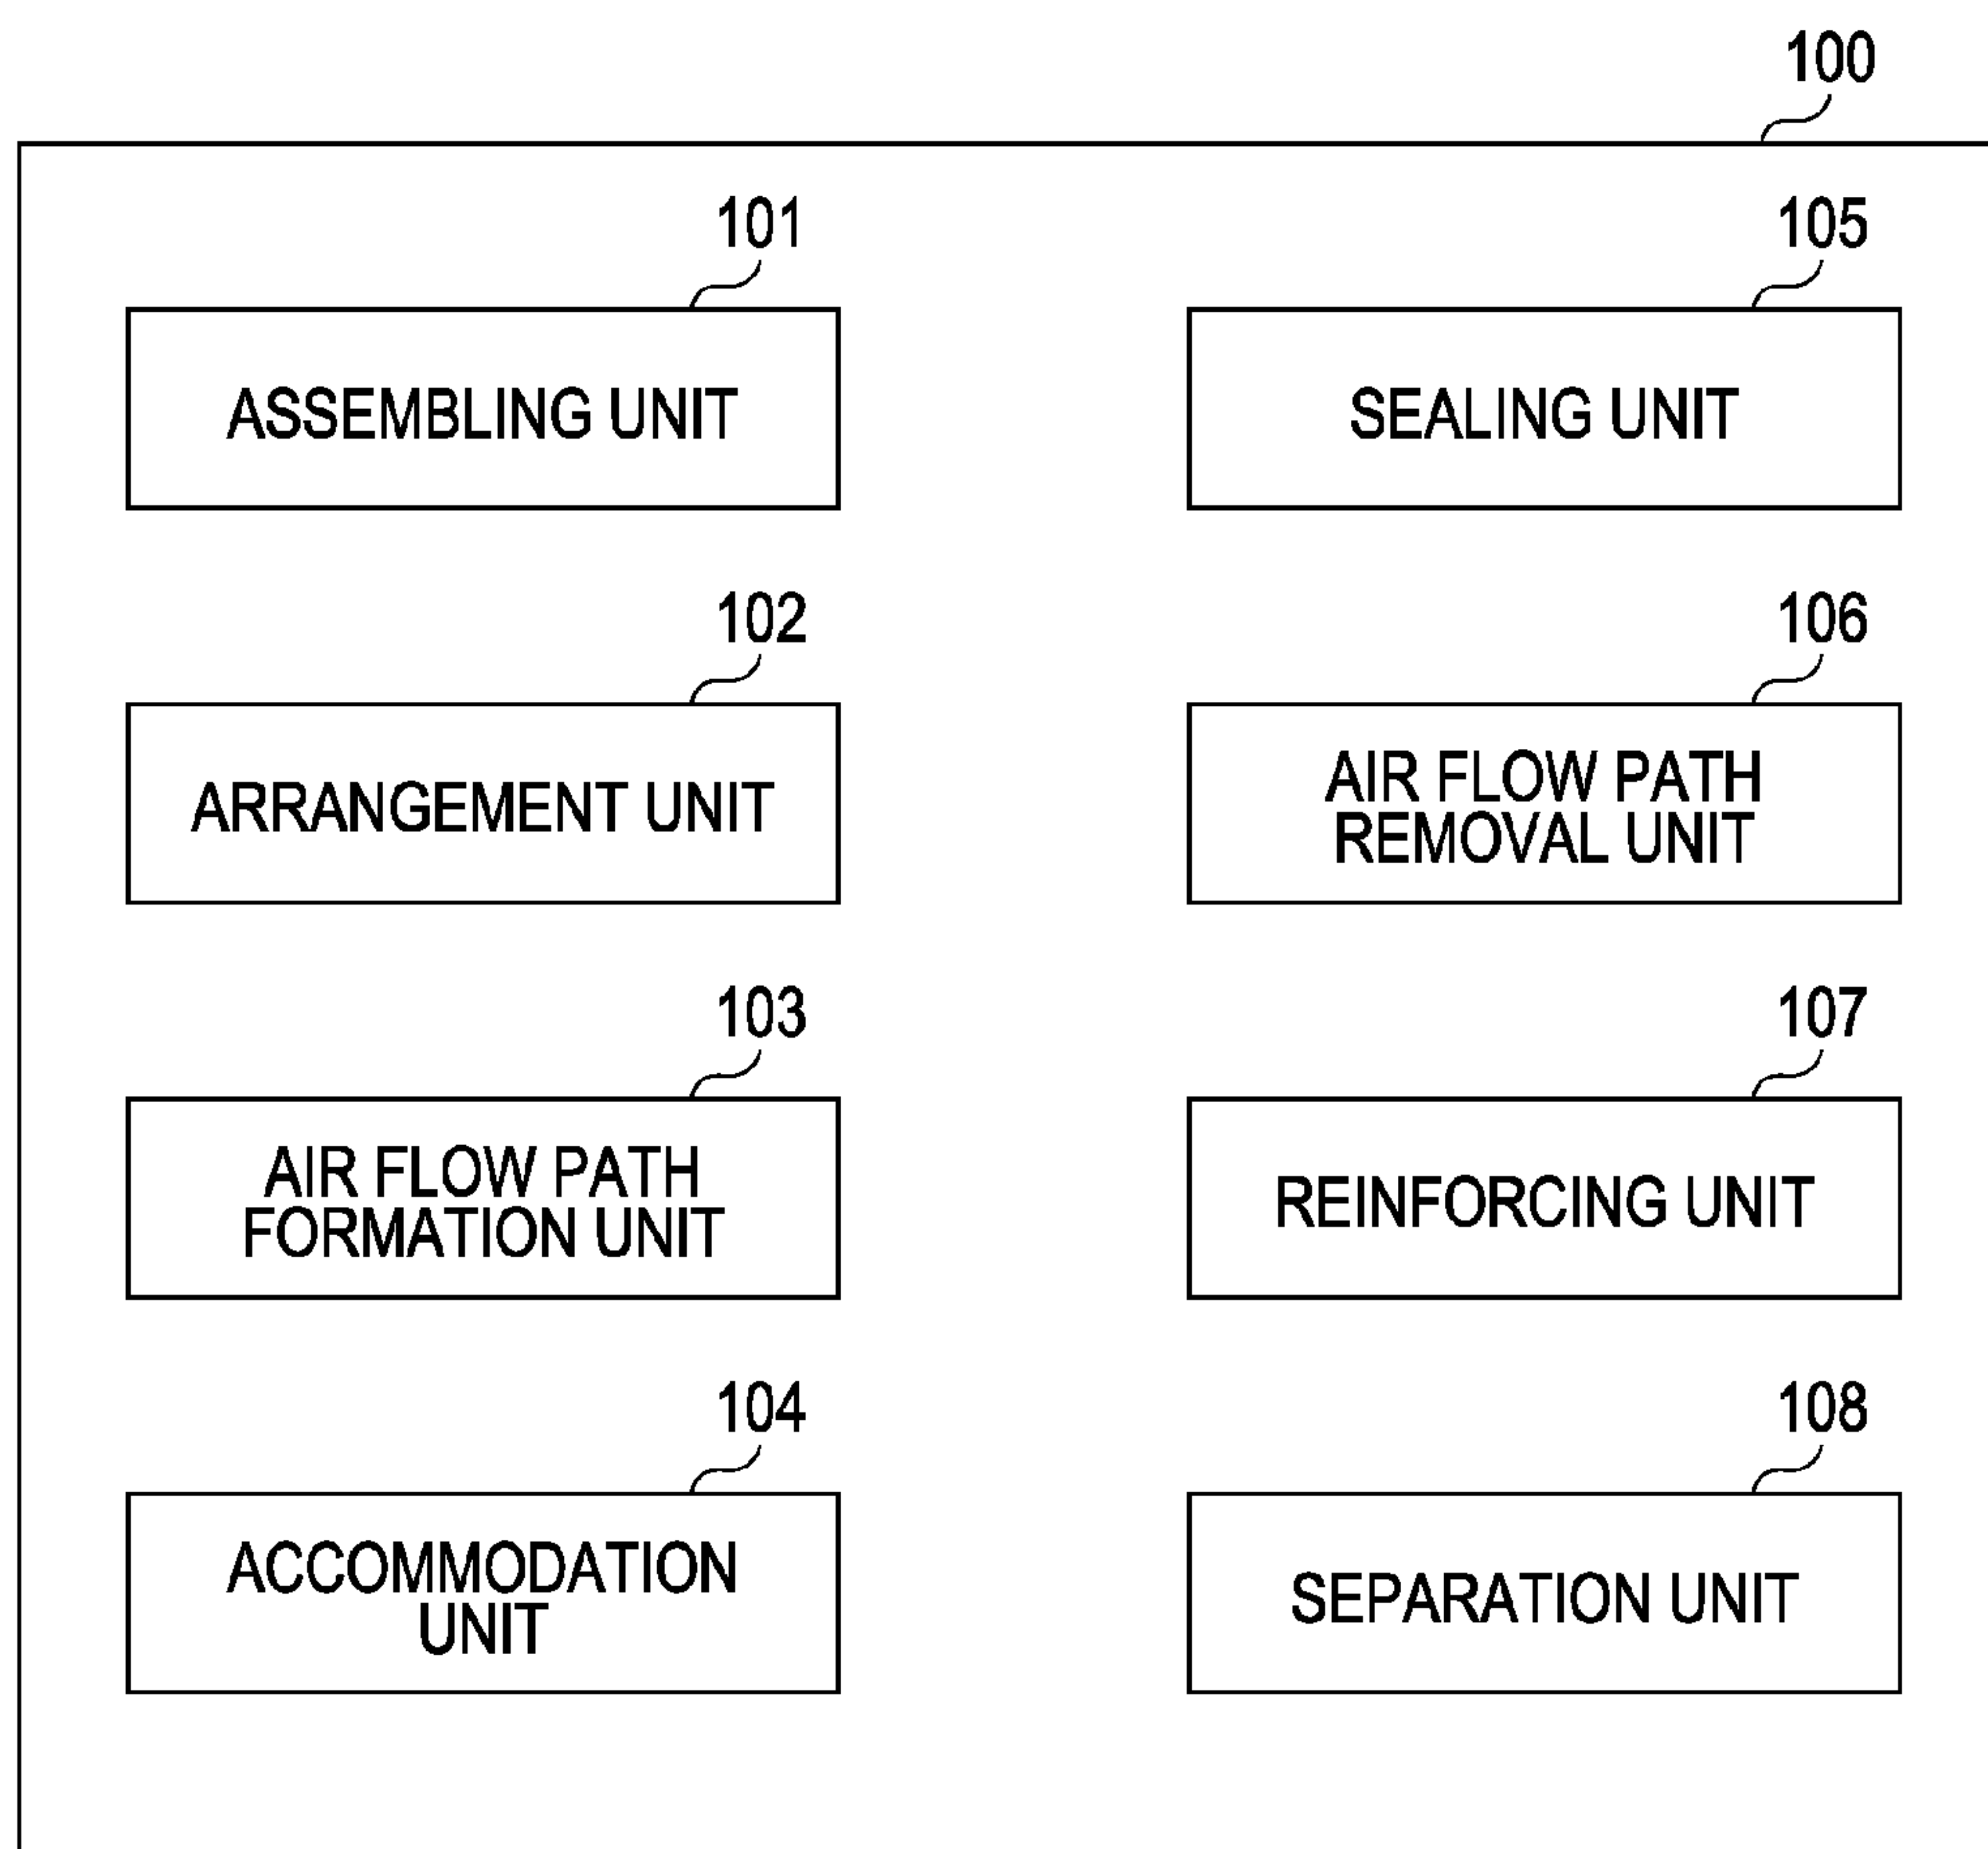 100
101
ASSEMBLING UNIT
102
ARRANGEMENT UNIT
103
AIR FLOW PATH
FORMATION UNIT
104
ACCOMMODATION
UNIT
105
SEALING UNIT
106
AIR FLOW PATH
REMOVAL UNIT
107
REINFORCING UNIT
108
SEPARATION UNIT